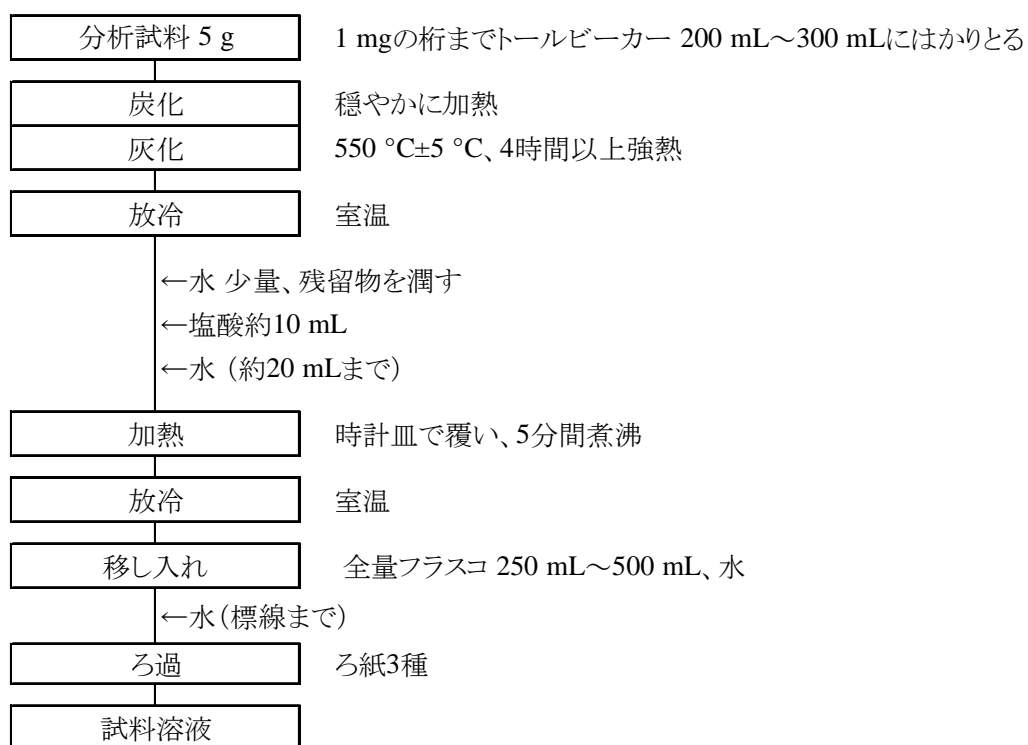 分析試料 5 g 1 mgの桁までトールビーカー 200 mL～300 mLにはかりとる
炭化 穏やかに加熱
灰化 550 °C±5 °C、4時間以上強熱
放冷 室温
←水 少量、残留物を潤す
←塩酸約10 mL
←水 （約20 mLまで）
加熱 時計皿で覆い、5分間煮沸
放冷 室温
移し入れ 全量フラスコ 250 mL～500 mL、水
←水（標線まで）
ろ過 ろ紙3種
試料溶液